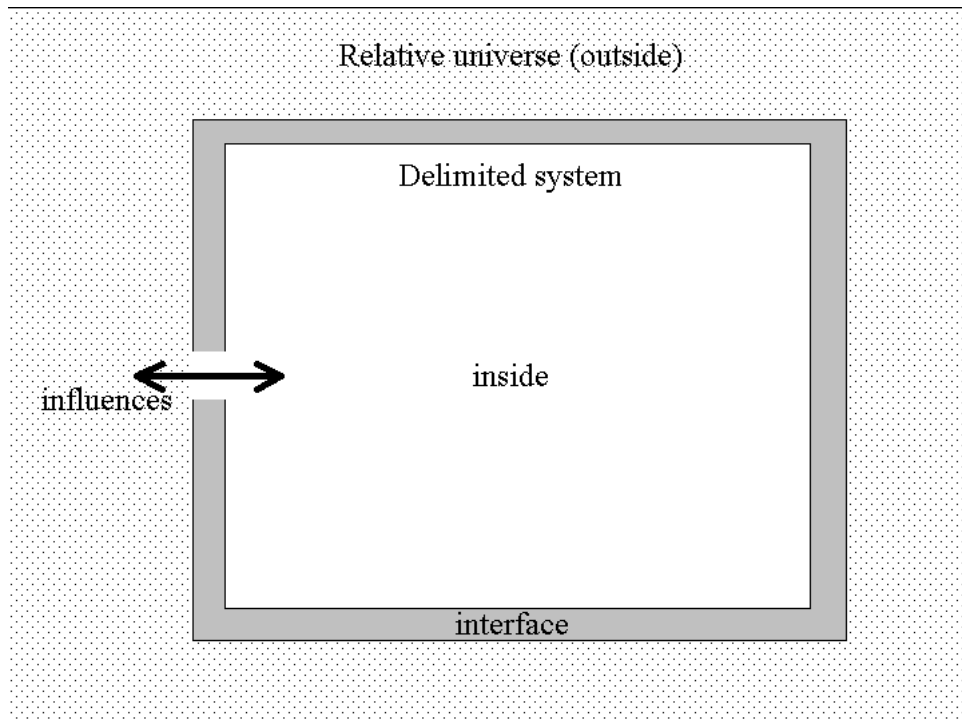 Relative universe (outside)
Delimited system
inside
influences
interface